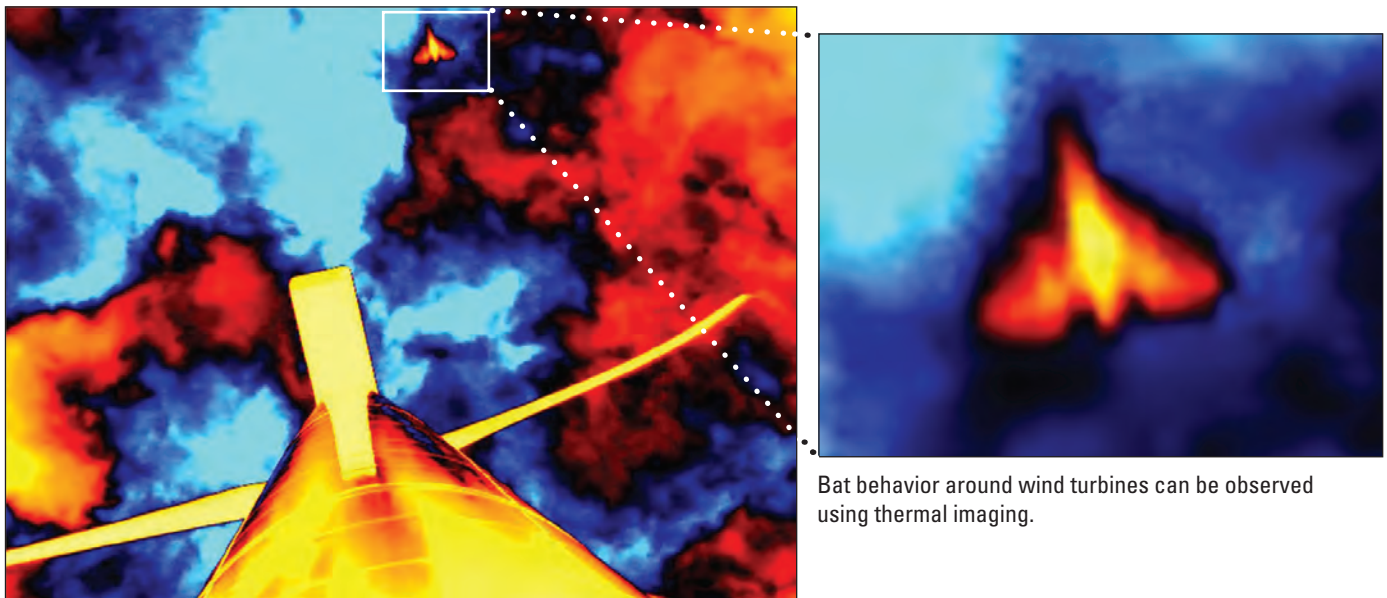 Bat behavior around wind turbines can be observed
using thermal imaging.